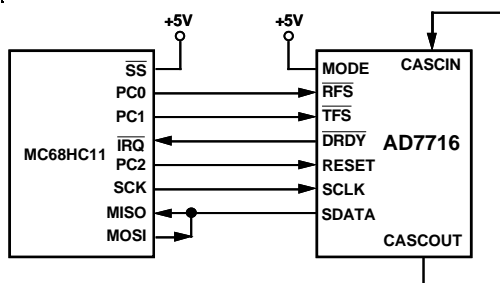 +5V +5V
SS MODE CASCIN
PC0 RFS
PC1 TFS
IRQ DRDY AD7716
MC68HC11
PC2 RESET
SCK SCLK
MISO SDATA
MOSI
CASCOUT